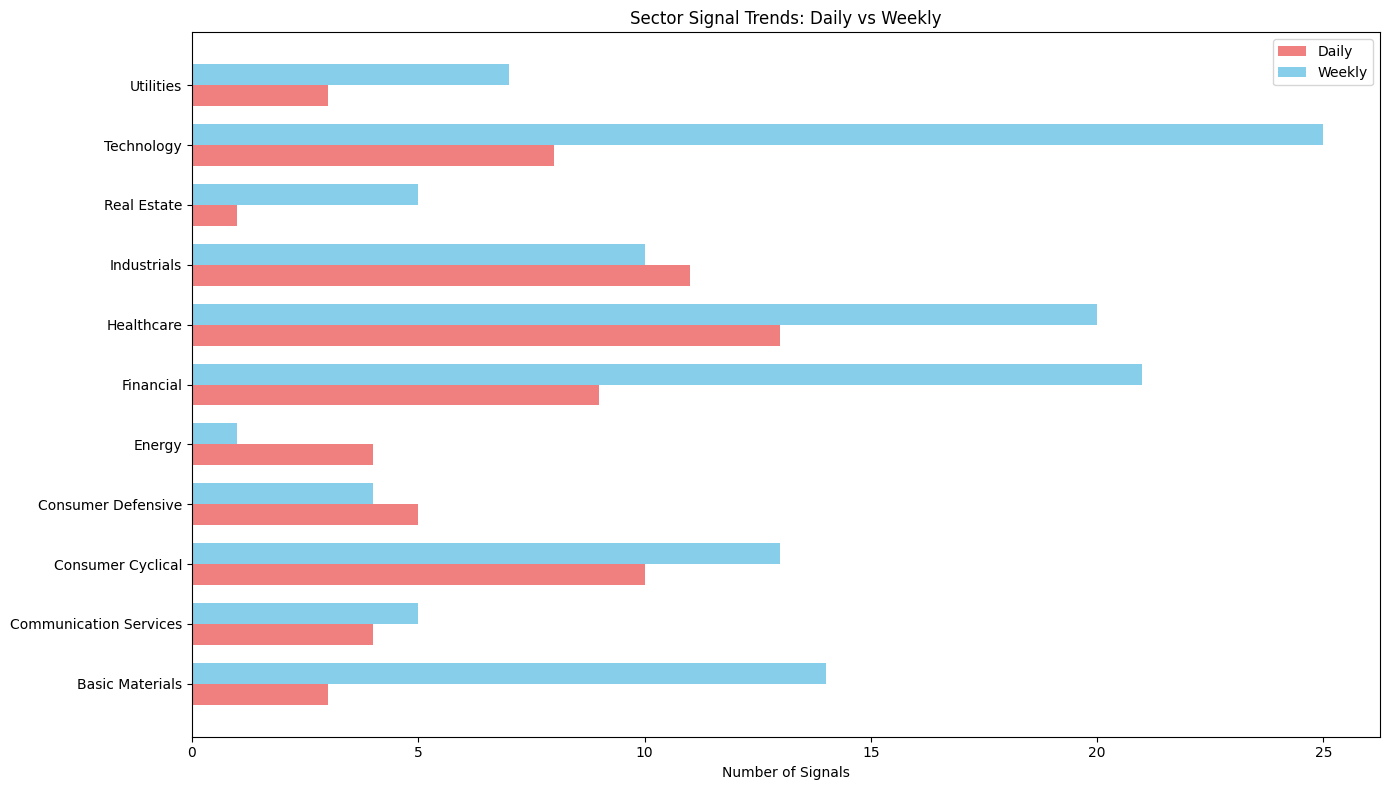 Sector Signal Trends: Daily vs Weekly
Daily
Weekly
Utilities
Technology
Real Estate
Industrials
Healthcare
Financial
Energy
Consumer Defensive
Consumer Cyclical
Communication Services
Basic Materials
0 5 10 15 20 25
Number of Signals